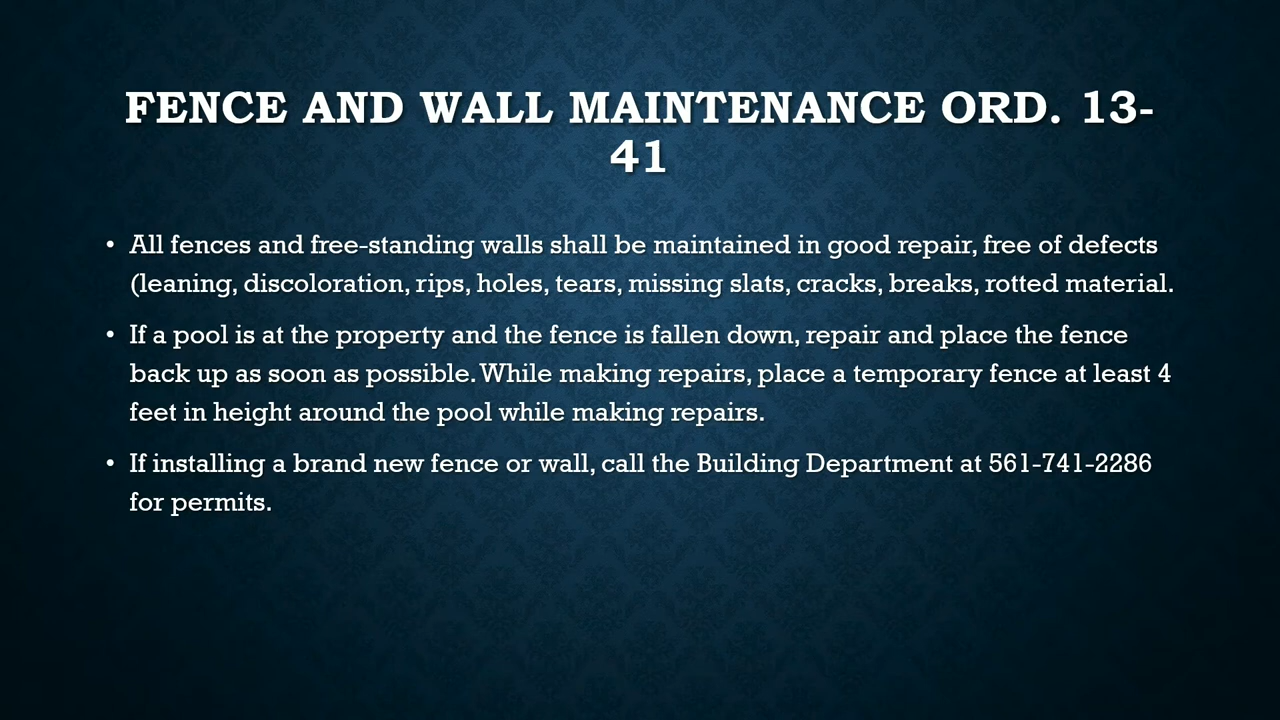 FENCE AND WALL MAINTENANCE ORD. 13-
41
• All fences and free-standing walls shall be maintained in good repair, free of defects
(leaning, discoloration, rips, holes, tears, missing slats, cracks, breaks, rotted material.
• If a pool is at the property and the fence is fallen down, repair and place the fence
back up as soon as possible. While making repairs, place a temporary fence at least 4
feet in height around the pool while making repairs.
• If installing a brand new fence or wall, call the Building Department at 561-741-2286
for permits.